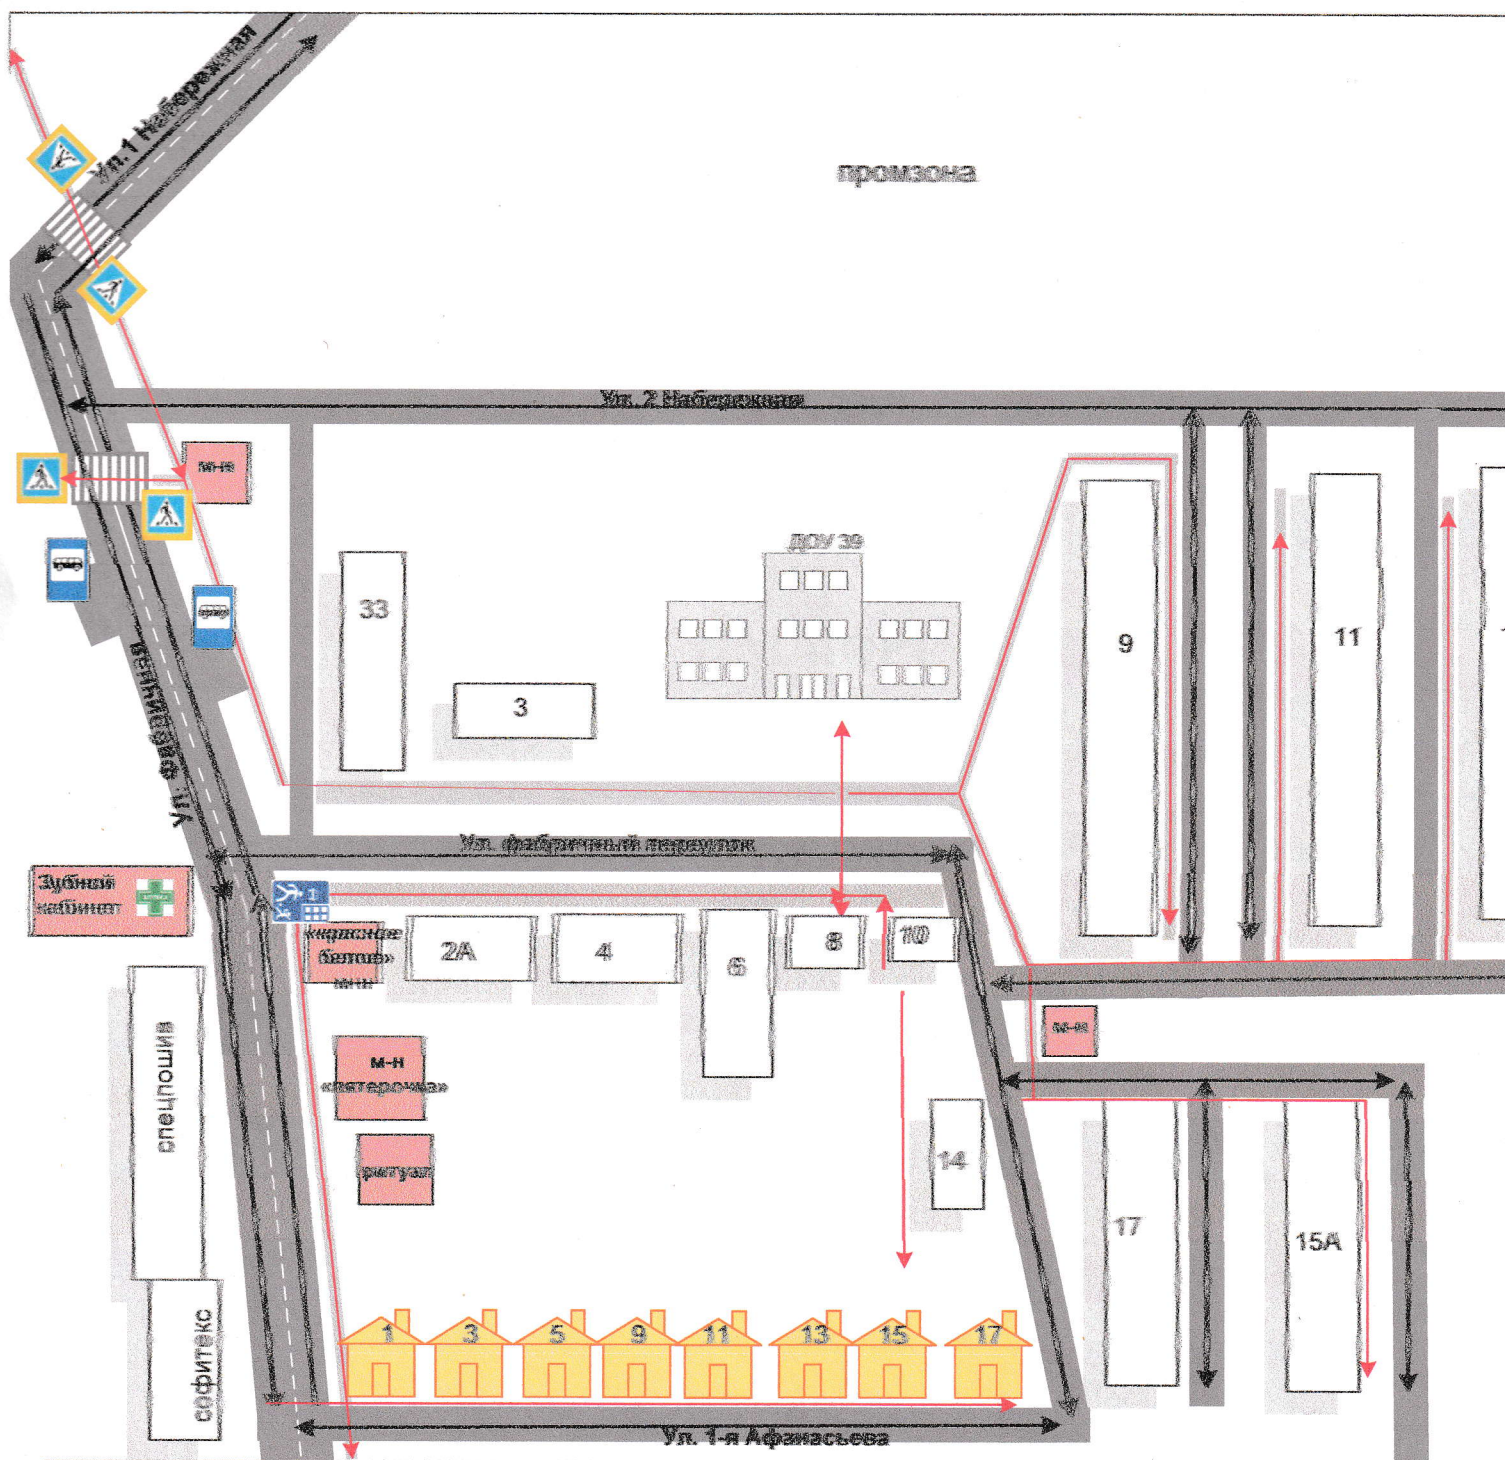 Ул.1 Набережная
промзона
Ул. 2 Набережная
м-н
ДОУ 39
33
3
9
11
Ул. фабричная
Ул. фабричный переулок
Зубной
кабинет
АПТЕКА
1
«красное
белое»
м-н
2А
4
6
8
10
м-н
м-н
«пятерочка»
ритуал
спецпошив
софитекс
14
17
15А
1
3
5
9
11
13
15
17
Ул. 1-я Афанасьева